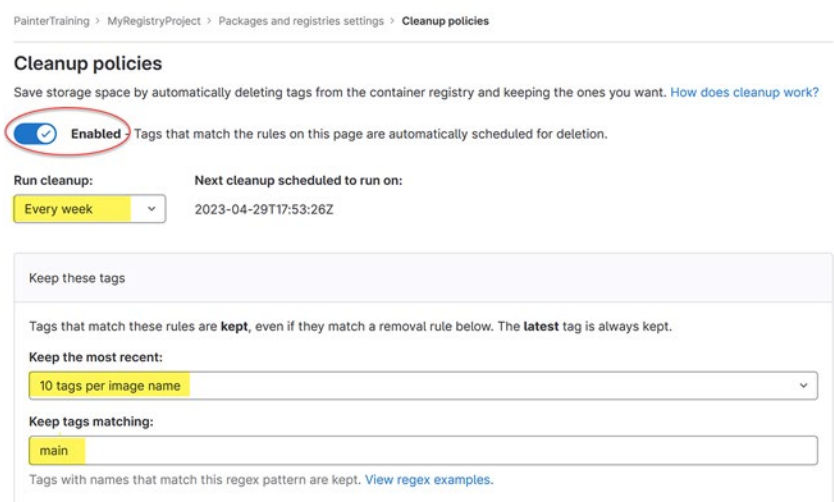 PainterTraining > MyRegistryProject > Packages and registries settings > Cleanup policies
Cleanup policies
Save storage space by automatically deleting tags from the container registry and keeping the ones you want. How does cleanup work?
Enabled - Tags that match the rules on this page are automatically scheduled for deletion.
Run cleanup: Next cleanup scheduled to run on:
Every week 2023-04-29T17:53:26Z
Keep these tags
Tags that match these rules are kept, even if they match a removal rule below. The latest tag is always kept.
Keep the most recent:
10 tags per image name
Keep tags matching:
main
Tags with names that match this regex pattern are kept. View regex examples.